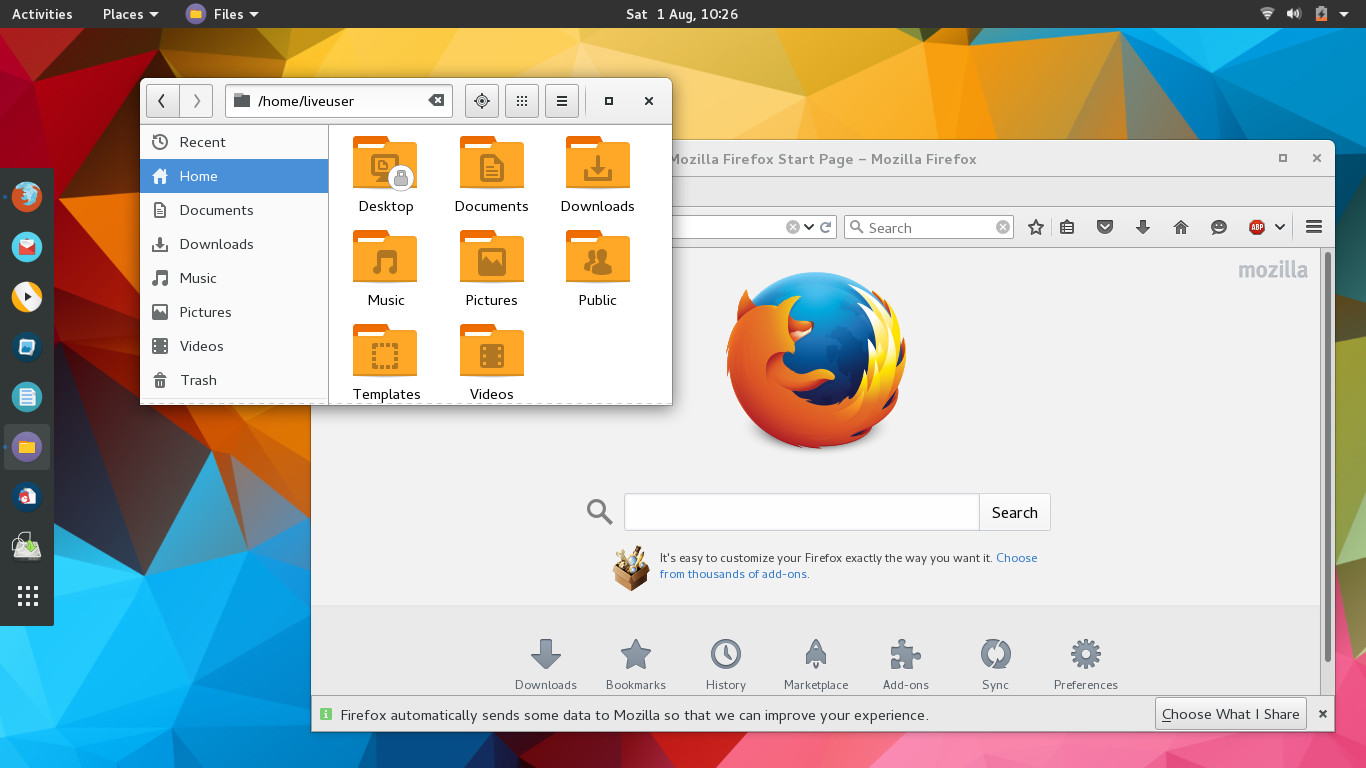 Activities Places Files Sat 1 Aug, 10:26
/home/liveuser
Recent
Home
Documents
Downloads
Music
Pictures
Videos
Trash
Desktop Documents Downloads
Music Pictures Public
Templates Videos
Mozilla Firefox Start Page – Mozilla Firefox
Search ABP
mozilla
Search
It's easy to customize your Firefox exactly the way you want it. Choose
from thousands of add-ons.
Downloads Bookmarks History Marketplace Add-ons Sync Preferences
Firefox automatically sends some data to Mozilla so that we can improve your experience. Choose What I Share